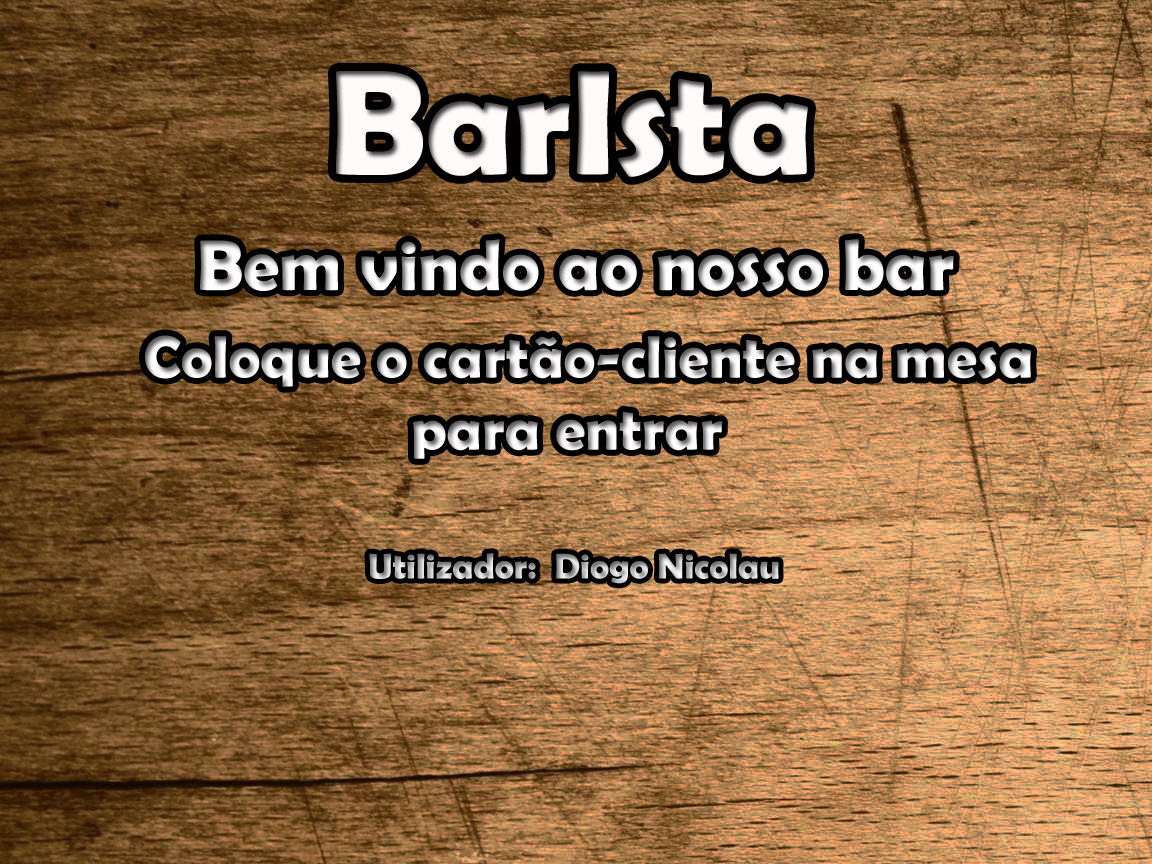 BarIsta
Bem vindo ao nosso bar
Coloque o cartão-cliente na mesa
para entrar
Utilizador: Diogo Nicolau